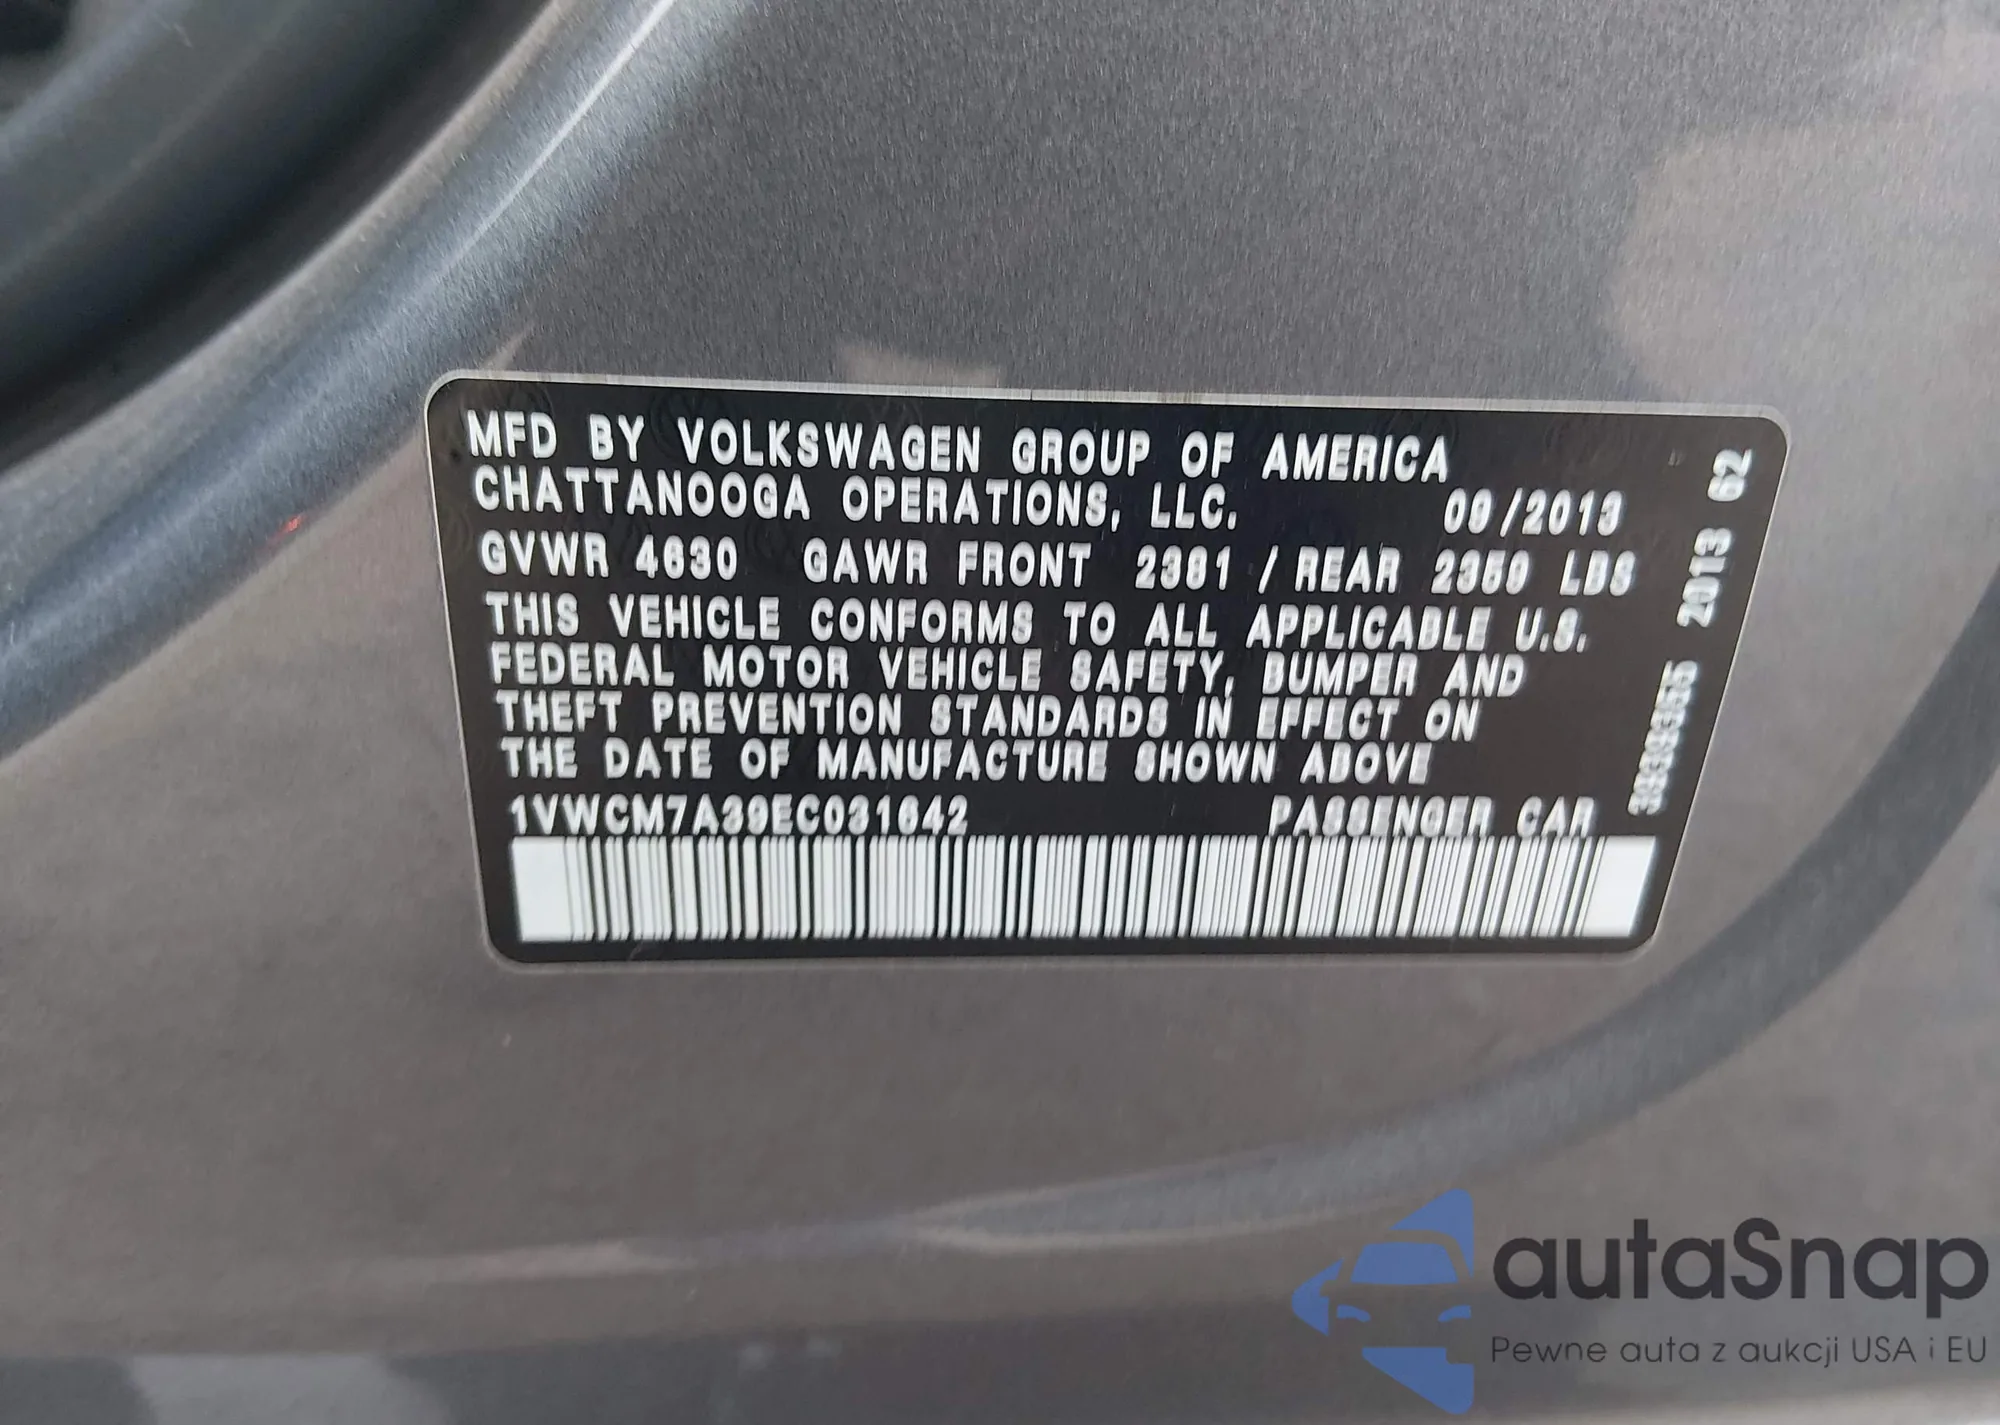 MFD BY VOLKSWAGEN GROUP OF AMERICA
CHATTANOOGA OPERATIONS, LLC. 09/2013
GVWR 4630 GAWR FRONT 2381 / REAR 2359 LBS
THIS VEHICLE CONFORMS TO ALL APPLICABLE U.S.
FEDERAL MOTOR VEHICLE SAFETY, BUMPER AND
THEFT PREVENTION STANDARDS IN EFFECT ON
THE DATE OF MANUFACTURE SHOWN ABOVE
1VWCM7A39EC031642 PASSENGER CAR
2013 62
autaSnap
Pewne auta z aukcji USA i EU